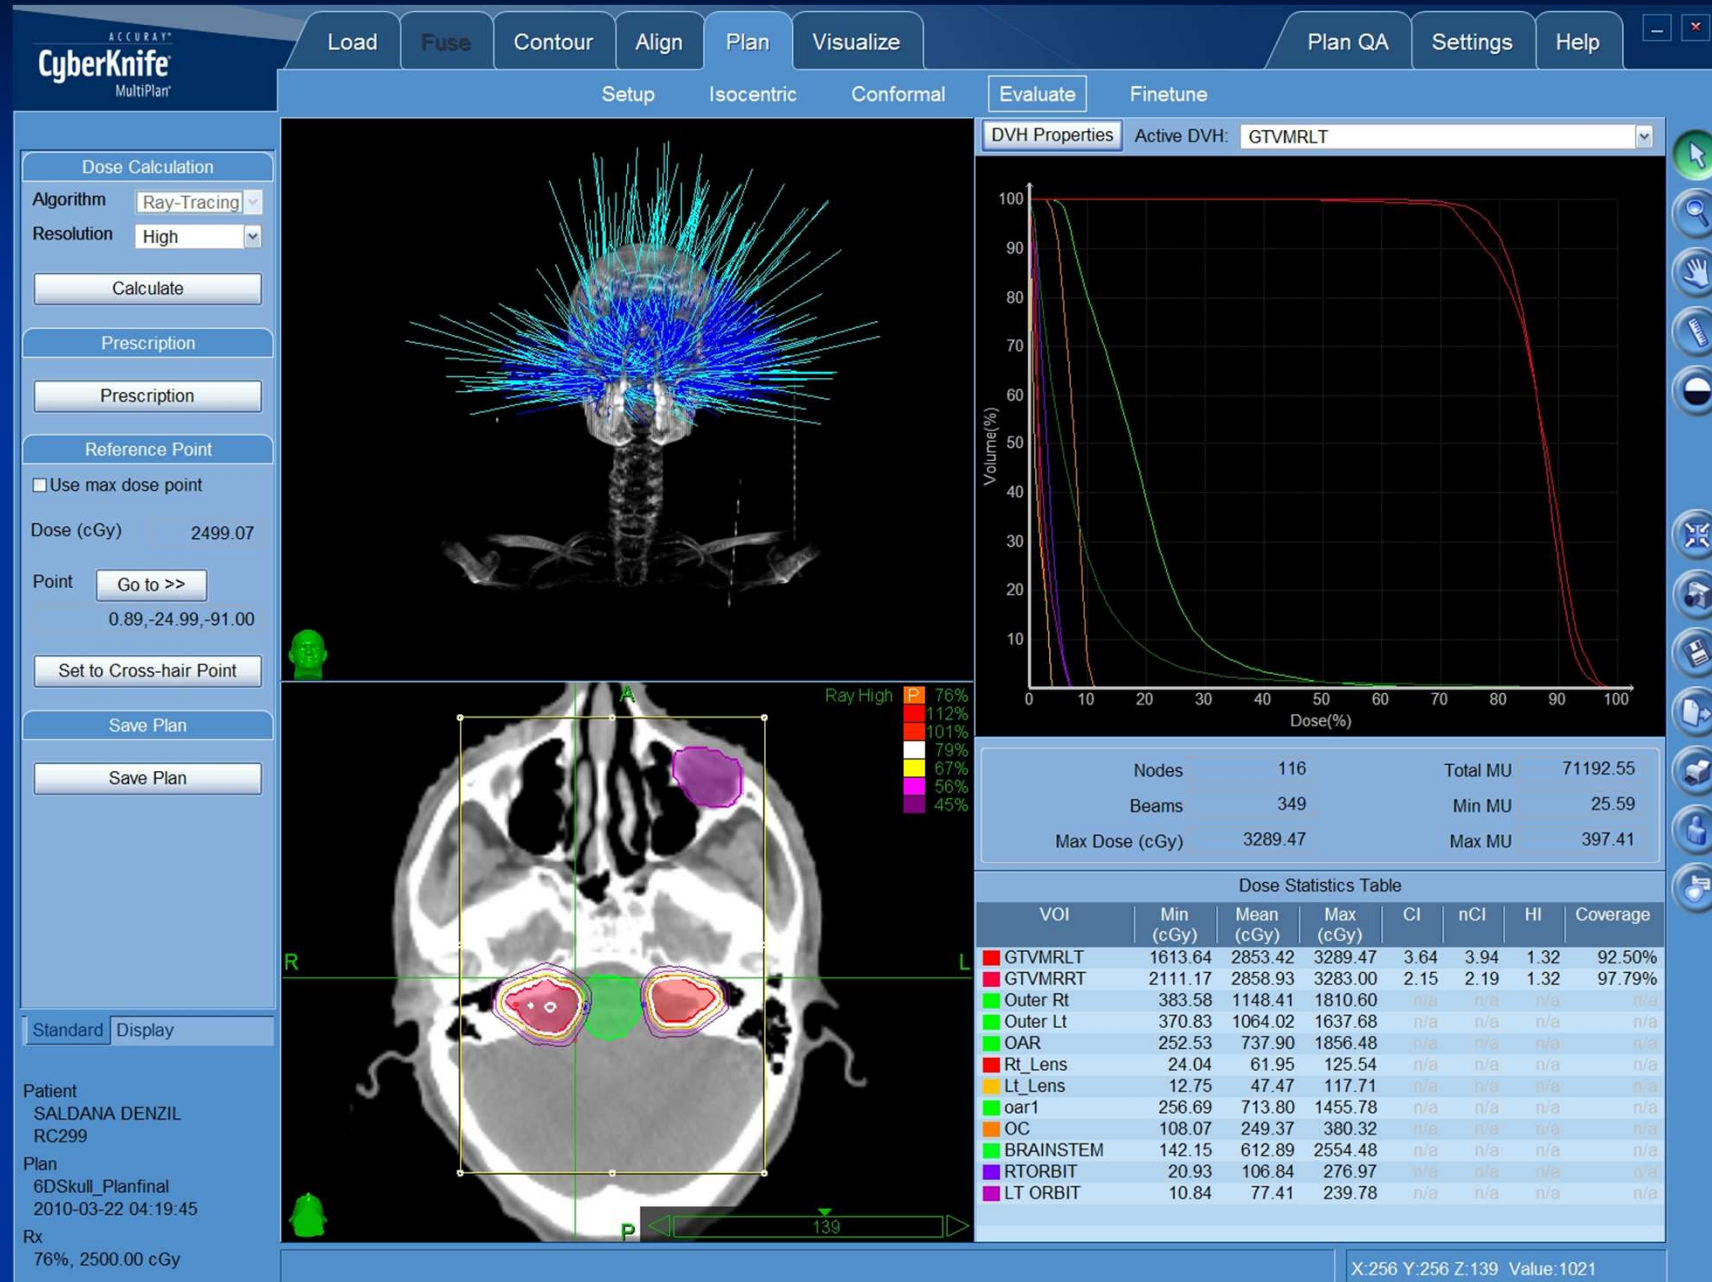 ACCURAY
CyberKnife
MultiPlan
Load
Fuse
Contour
Align
Plan
Visualize
Plan QA
Settings
Help
Setup
Isocentric
Conformal
Evaluate
Finetune
Dose Calculation
Algorithm Ray-Tracing
Resolution High
Calculate
Prescription
Prescription
Reference Point
Use max dose point
Dose (cGy) 2499.07
Point Go to >>
0.89,-24.99,-91.00
Set to Cross-hair Point
Save Plan
Save Plan
Standard Display
Patient
SALDANA DENZIL
RC299
Plan
6DSkull_Planfinal
2010-03-22 04:19:45
Rx
76%, 2500.00 cGy
A
Ray High P 76%
112%
101%
79%
67%
56%
45%
R
L
P
139
DVH Properties Active DVH: GTVMRLT
100
90
80
70
60
50
40
30
20
10
Volume(%)
0 10 20 30 40 50 60 70 80 90 100
Dose(%)
Nodes 116 Total MU 71192.55
Beams 349 Min MU 25.59
Max Dose (cGy) 3289.47 Max MU 397.41
Dose Statistics Table
VOI Min (cGy) Mean (cGy) Max (cGy) CI nCI HI Coverage
GTVMRLT 1613.64 2853.42 3289.47 3.64 3.94 1.32 92.50%
GTVMRRT 2111.17 2858.93 3283.00 2.15 2.19 1.32 97.79%
Outer Rt 383.58 1148.41 1810.60 n/a n/a n/a n/a
Outer Lt 370.83 1064.02 1637.68 n/a n/a n/a n/a
OAR 252.53 737.90 1856.48 n/a n/a n/a n/a
Rt_Lens 24.04 61.95 125.54 n/a n/a n/a n/a
Lt_Lens 12.75 47.47 117.71 n/a n/a n/a n/a
oar1 256.69 713.80 1455.78 n/a n/a n/a n/a
OC 108.07 249.37 380.32 n/a n/a n/a n/a
BRAINSTEM 142.15 612.89 2554.48 n/a n/a n/a n/a
RTORBIT 20.93 106.84 276.97 n/a n/a n/a n/a
LT ORBIT 10.84 77.41 239.78 n/a n/a n/a n/a
X:256 Y:256 Z:139 Value:1021